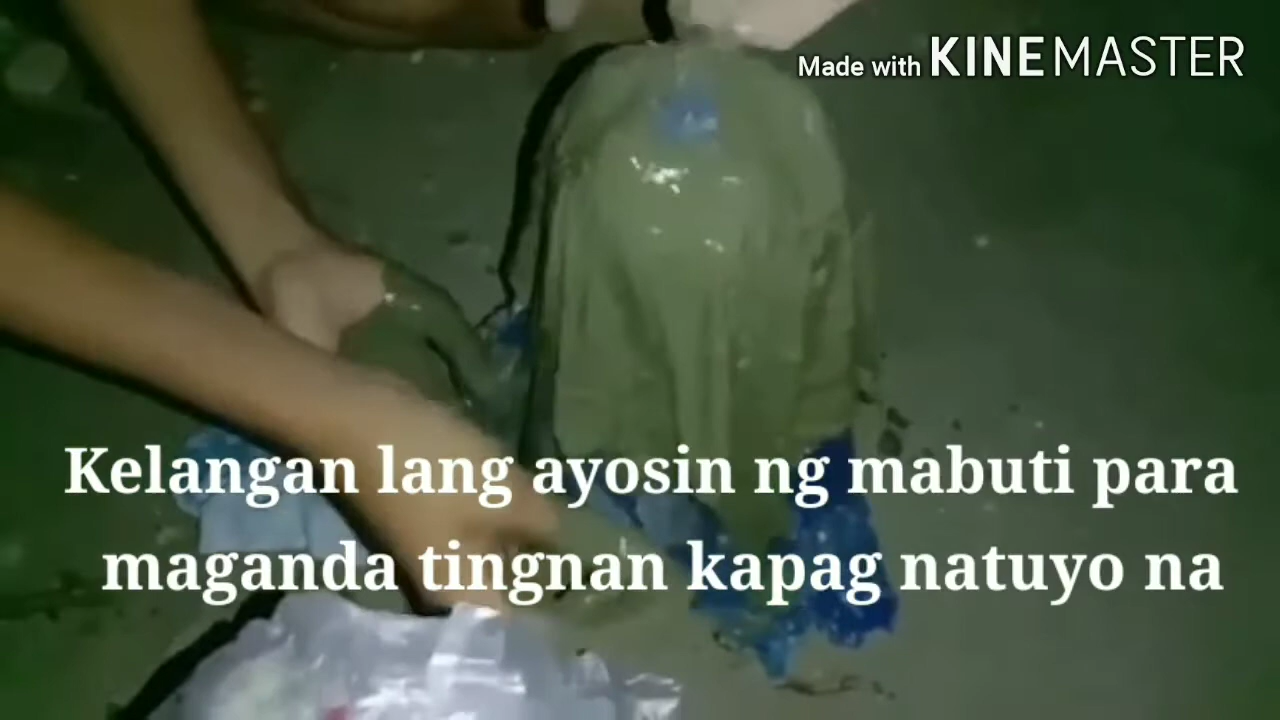 Made with KINEMASTER
Kelangan lang ayosin ng mabuti para
maganda tingnan kapag natuyo na